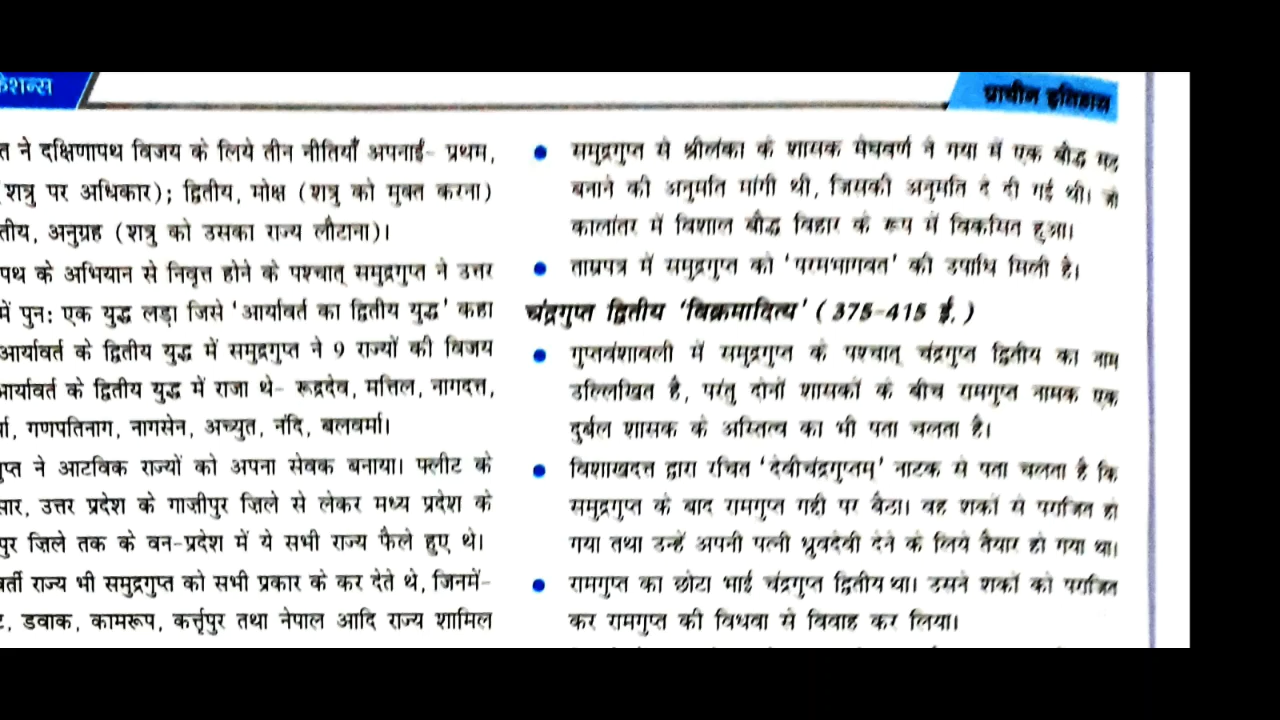 केशन्स
प्राचीन इतिहास
त ने दक्षिणापथ विजय के लिये तीन नीतियाँ अपनाईं- प्रथम,
(शत्रु पर अधिकार); द्वितीय, मोक्ष (शत्रु को मुक्त करना)
तीय, अनुग्रह (शत्रु को उसका राज्य लौटाना)।
पथ के अभियान से निवृत्त होने के पश्चात् समुद्रगुप्त ने उत्तर
में पुन: एक युद्ध लड़ा जिसे 'आर्यावर्त का द्वितीय युद्ध' कहा
आर्यावर्त के द्वितीय युद्ध में समुद्रगुप्त ने 9 राज्यों की विजय
आर्यावर्त के द्वितीय युद्ध में राजा थे- रूद्रदेव, मत्तिल, नागदत्त,
र्मा, गणपतिनाग, नागसेन, अच्युत, नंदि, बलवर्मा।
गुप्त ने आटविक राज्यों को अपना सेवक बनाया। फ्लीट के
सार, उत्तर प्रदेश के गाज़ीपुर ज़िले से लेकर मध्य प्रदेश के
पुर ज़िले तक के वन-प्रदेश में ये सभी राज्य फैले हुए थे।
वर्ती राज्य भी समुद्रगुप्त को सभी प्रकार के कर देते थे, जिनमें-
ट, डवाक, कामरूप, कर्त्तृपुर तथा नेपाल आदि राज्य शामिल
• समुद्रगुप्त से श्रीलंका के शासक मेघवर्ण ने गया में एक बौद्ध मठ
बनाने की अनुमति मांगी थी, जिसकी अनुमति दे दी गई थी। जो
कालांतर में विशाल बौद्ध विहार के रूप में विकसित हुआ।
• ताम्रपत्र में समुद्रगुप्त को 'परमभागवत' की उपाधि मिली है।
चंद्रगुप्त द्वितीय 'विक्रमादित्य' (375-415 ई.)
• गुप्तवंशावली में समुद्रगुप्त के पश्चात् चंद्रगुप्त द्वितीय का नाम
उल्लिखित है, परंतु दोनों शासकों के बीच रामगुप्त नामक एक
दुर्बल शासक के अस्तित्व का भी पता चलता है।
• विशाखदत्त द्वारा रचित 'देवीचंद्रगुप्तम्' नाटक से पता चलता है कि
समुद्रगुप्त के बाद रामगुप्त गद्दी पर बैठा। वह शकों से पराजित हो
गया तथा उन्हें अपनी पत्नी ध्रुवदेवी देने के लिये तैयार हो गया था।
• रामगुप्त का छोटा भाई चंद्रगुप्त द्वितीय था। उसने शकों को पराजित
कर रामगुप्त की विधवा से विवाह कर लिया।